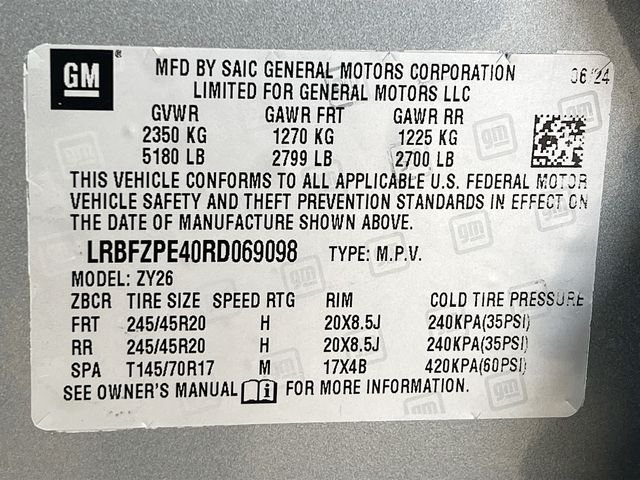 GM
MFD BY SAIC GENERAL MOTORS CORPORATION 06/24
LIMITED FOR GENERAL MOTORS LLC
GVWR GAWR FRT GAWR RR
2350 KG 1270 KG 1225 KG
5180 LB 2799 LB 2700 LB
THIS VEHICLE CONFORMS TO ALL APPLICABLE U.S. FEDERAL MOTOR
VEHICLE SAFETY AND THEFT PREVENTION STANDARDS IN EFFECT ON
THE DATE OF MANUFACTURE SHOWN ABOVE.
LRBFZPE40RD069098 TYPE: M.P.V.
MODEL: ZY26
ZBCR TIRE SIZE SPEED RTG RIM COLD TIRE PRESSURE
FRT 245/45R20 H 20X8.5J 240KPA(35PSI)
RR 245/45R20 H 20X8.5J 240KPA(35PSI)
SPA T145/70R17 M 17X4B 420KPA(60PSI)
SEE OWNER'S MANUAL FOR MORE INFORMATION.